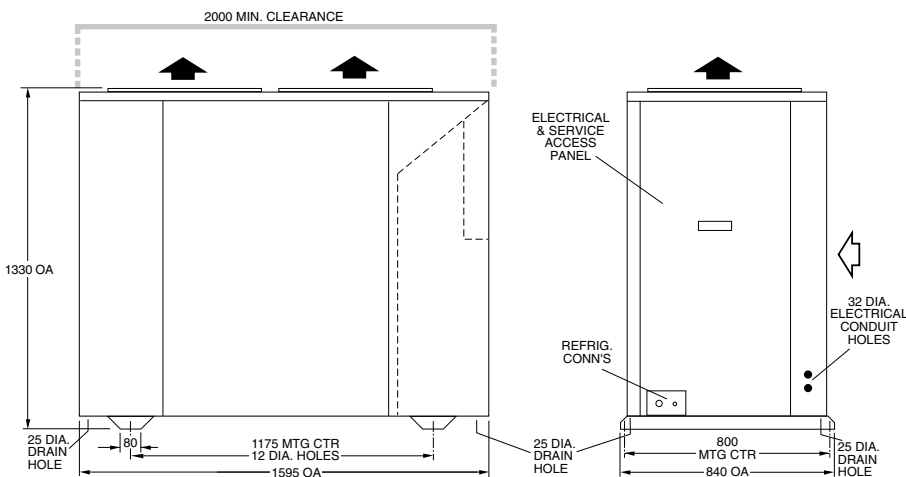 2000 MIN. CLEARANCE
1330 OA
25 DIA.
DRAIN
HOLE
80
1175 MTG CTR
12 DIA. HOLES
1595 OA
ELECTRICAL
& SERVICE
ACCESS
PANEL
REFRIG.
CONN'S
32 DIA.
ELECTRICAL
CONDUIT
HOLES
25 DIA.
DRAIN
HOLE
800
MTG CTR
840 OA
25 DIA.
DRAIN
HOLE